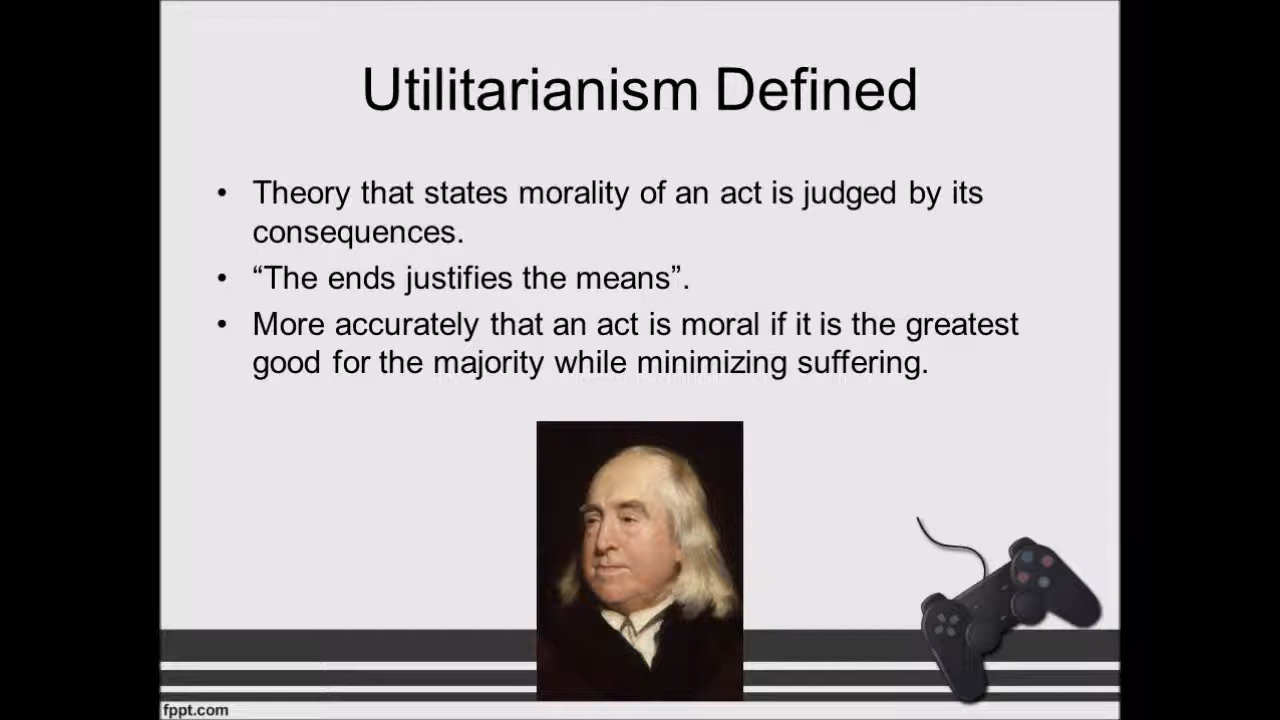 Utilitarianism Defined
• Theory that states morality of an act is judged by its
consequences.
• “The ends justifies the means”.
• More accurately that an act is moral if it is the greatest
good for the majority while minimizing suffering.
fppt.com